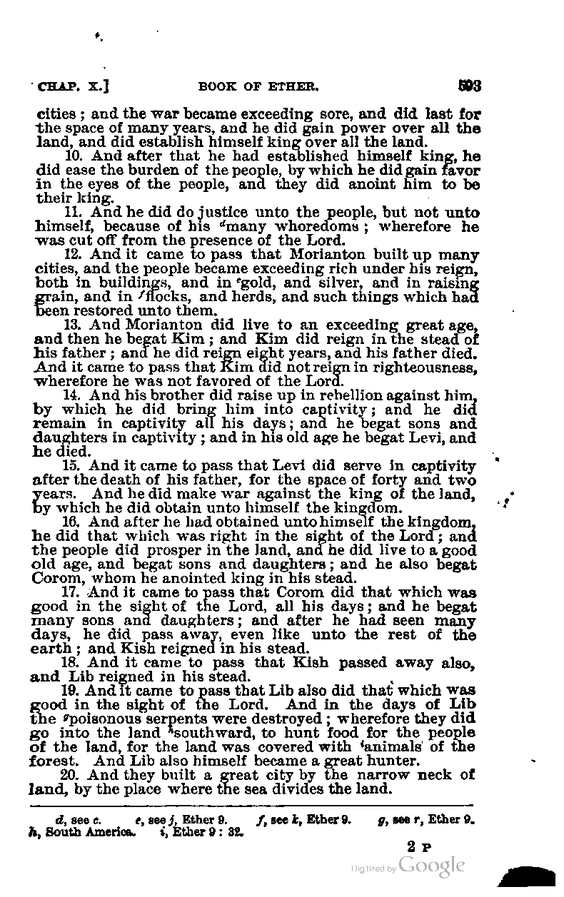 CHAP. X.] BOOK OF ETHER. 593
cities; and the war became exceeding sore, and did last for
the space of many years, and he did gain power over all the
land, and did establish himself king over all the land.
10. And after that he had established himself king, he
did ease the burden of the people, by which he did gain favor
in the eyes of the people, and they did anoint him to be
their king.
11. And he did do justice unto the people, but not unto
himself, because of his dmany whoredoms; wherefore he
was cut off from the presence of the Lord.
12. And it came to pass that Morianton built up many
cities, and the people became exceeding rich under his reign,
both in buildings, and in egold, and silver, and in raising
grain, and in fflocks, and herds, and such things which had
been restored unto them.
13. And Morianton did live to an exceeding great age,
and then he begat Kim; and Kim did reign in the stead of
his father; and he did reign eight years, and his father died.
And it came to pass that Kim did not reign in righteousness,
wherefore he was not favored of the Lord.
14. And his brother did raise up in rebellion against him,
by which he did bring him into captivity; and he did
remain in captivity all his days; and he begat sons and
daughters in captivity; and in his old age he begat Levi, and
he died.
15. And it came to pass that Levi did serve in captivity
after the death of his father, for the space of forty and two
years. And he did make war against the king of the land,
by which he did obtain unto himself the kingdom.
16. And after he had obtained unto himself the kingdom,
he did that which was right in the sight of the Lord; and
the people did prosper in the land, and he did live to a good
old age, and begat sons and daughters; and he also begat
Corom, whom he anointed king in his stead.
17. And it came to pass that Corom did that which was
good in the sight of the Lord, all his days; and he begat
many sons and daughters; and after he had seen many
days, he did pass away, even like unto the rest of the
earth; and Kish reigned in his stead.
18. And it came to pass that Kish passed away also,
and Lib reigned in his stead.
19. And it came to pass that Lib also did that which was
good in the sight of the Lord. And in the days of Lib
the gpoisonous serpents were destroyed; wherefore they did
go into the land hsouthward, to hunt food for the people
of the land, for the land was covered with ianimals of the
forest. And Lib also himself became a great hunter.
20. And they built a great city by the narrow neck of
land, by the place where the sea divides the land.
d, see c. e, see j, Ether 9. f, see k, Ether 9. g, see r, Ether 9.
h, South America. i, Ether 9: 32.
2 P
Digitized by Google